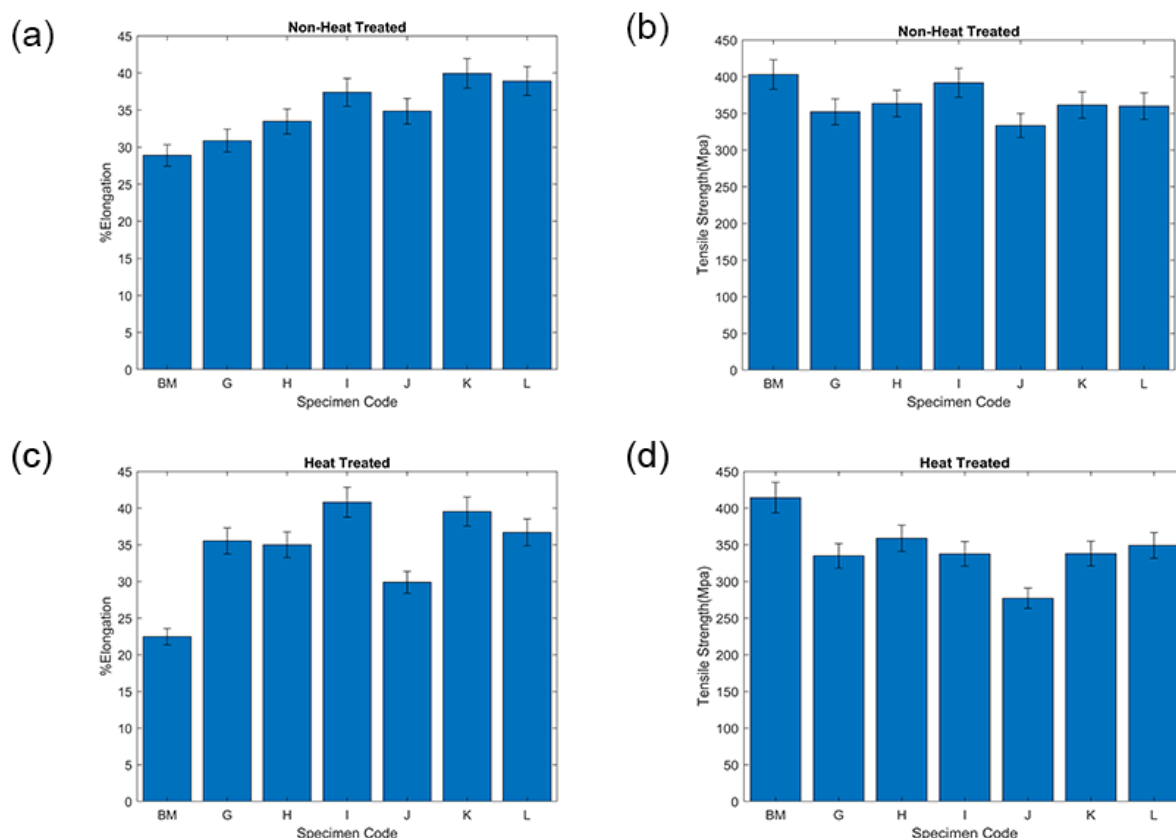 (a)
Non-Heat Treated
45
40
35
30
25
20
15
10
5
0
%Elongation
BM G H I J K L
Specimen Code
(b)
Non-Heat Treated
450
400
350
300
250
200
150
100
50
0
Tensile Strength(Mpa)
BM G H I J K L
Specimen Code
(c)
Heat Treated
45
40
35
30
25
20
15
10
5
0
%Elongation
BM G H I J K L
Specimen Code
(d)
Heat Treated
450
400
350
300
250
200
150
100
50
0
Tensile Strength(Mpa)
BM G H I J K L
Specimen Code